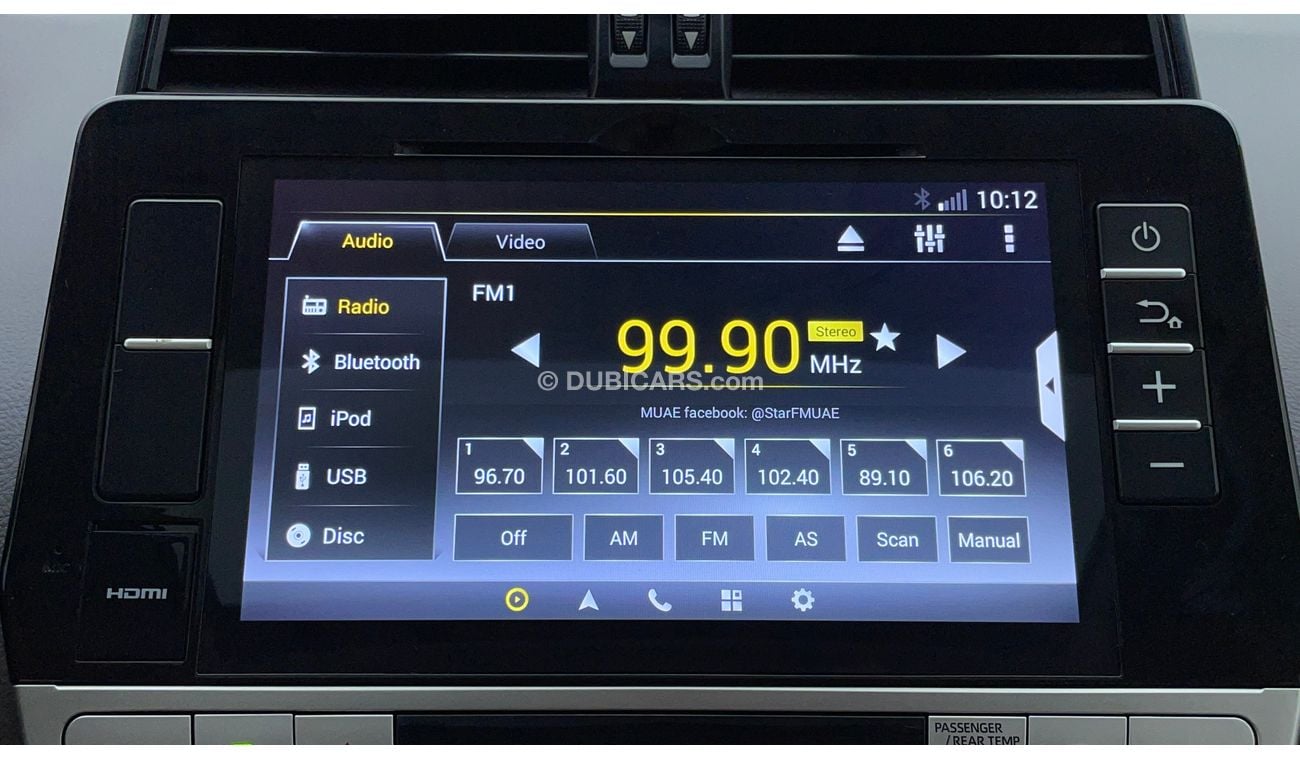 10:12
Audio
Video
Radio
Bluetooth
iPod
USB
Disc
FM1
99.90
Stereo
MHz
© DUBICARS.com
MUAE facebook: @StarFMUAE
1 96.70
2 101.60
3 105.40
4 102.40
5 89.10
6 106.20
Off
AM
FM
AS
Scan
Manual
HDMI
PASSENGER
/REAR TEMP